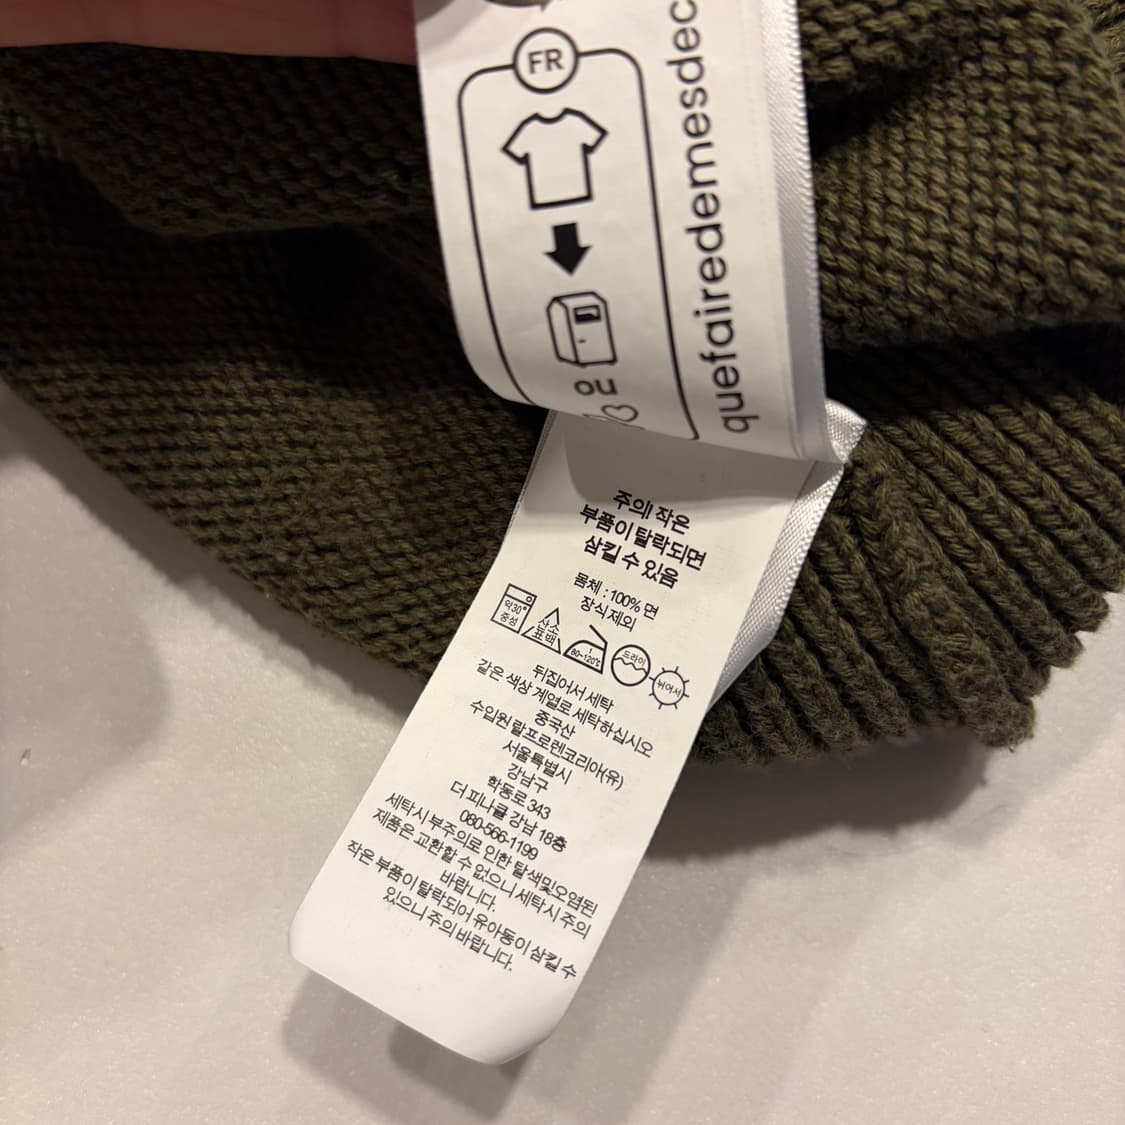 FR
OU
quefairedemesdec
주의! 작은
부품이 탈락되면
삼킬 수 있음
몸체 : 100% 면
장식제외
약30°
중성
산소
표백
80~120℃
드라이
뉘어서
뒤집어서 세탁
같은 색상 계열로 세탁하십시오
중국산
수입원 랄프로렌코리아(유)
서울특별시
강남구
학동로 343
더 피나클 강남 18층
080-566-1199
세탁시 부주의로 인한 탈색및오염된
제품은 교환할 수 없으니 세탁시 주의
바랍니다.
작은 부품이 탈락되어 유아동이 삼킬 수
있으니 주의 바랍니다.